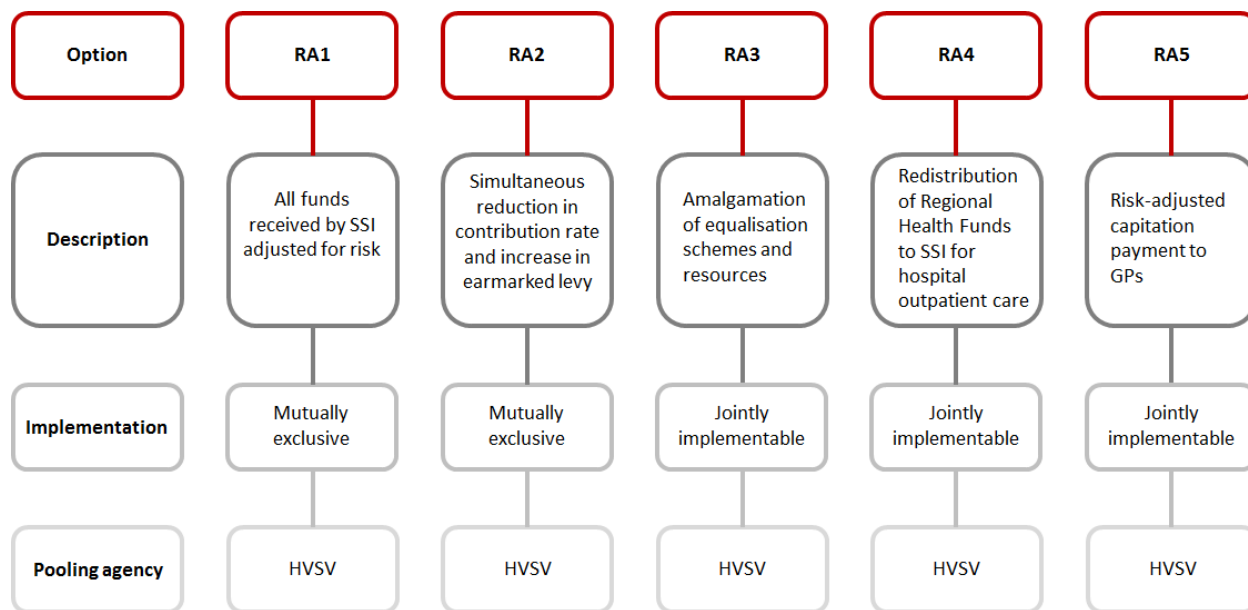 Option
RA1
RA2
RA3
RA4
RA5
Description
All funds
received by SSI
adjusted for risk
Simultaneous
reduction in
contribution rate
and increase in
earmarked levy
Amalgamation
of equalisation
schemes and
resources
Redistribution
of Regional
Health Funds
to SSI for
hospital
outpatient care
Risk-adjusted
capitation
payment to
GPs
Implementation
Mutually
exclusive
Mutually
exclusive
Jointly
implementable
Jointly
implementable
Jointly
implementable
Pooling agency
HVSV
HVSV
HVSV
HVSV
HVSV